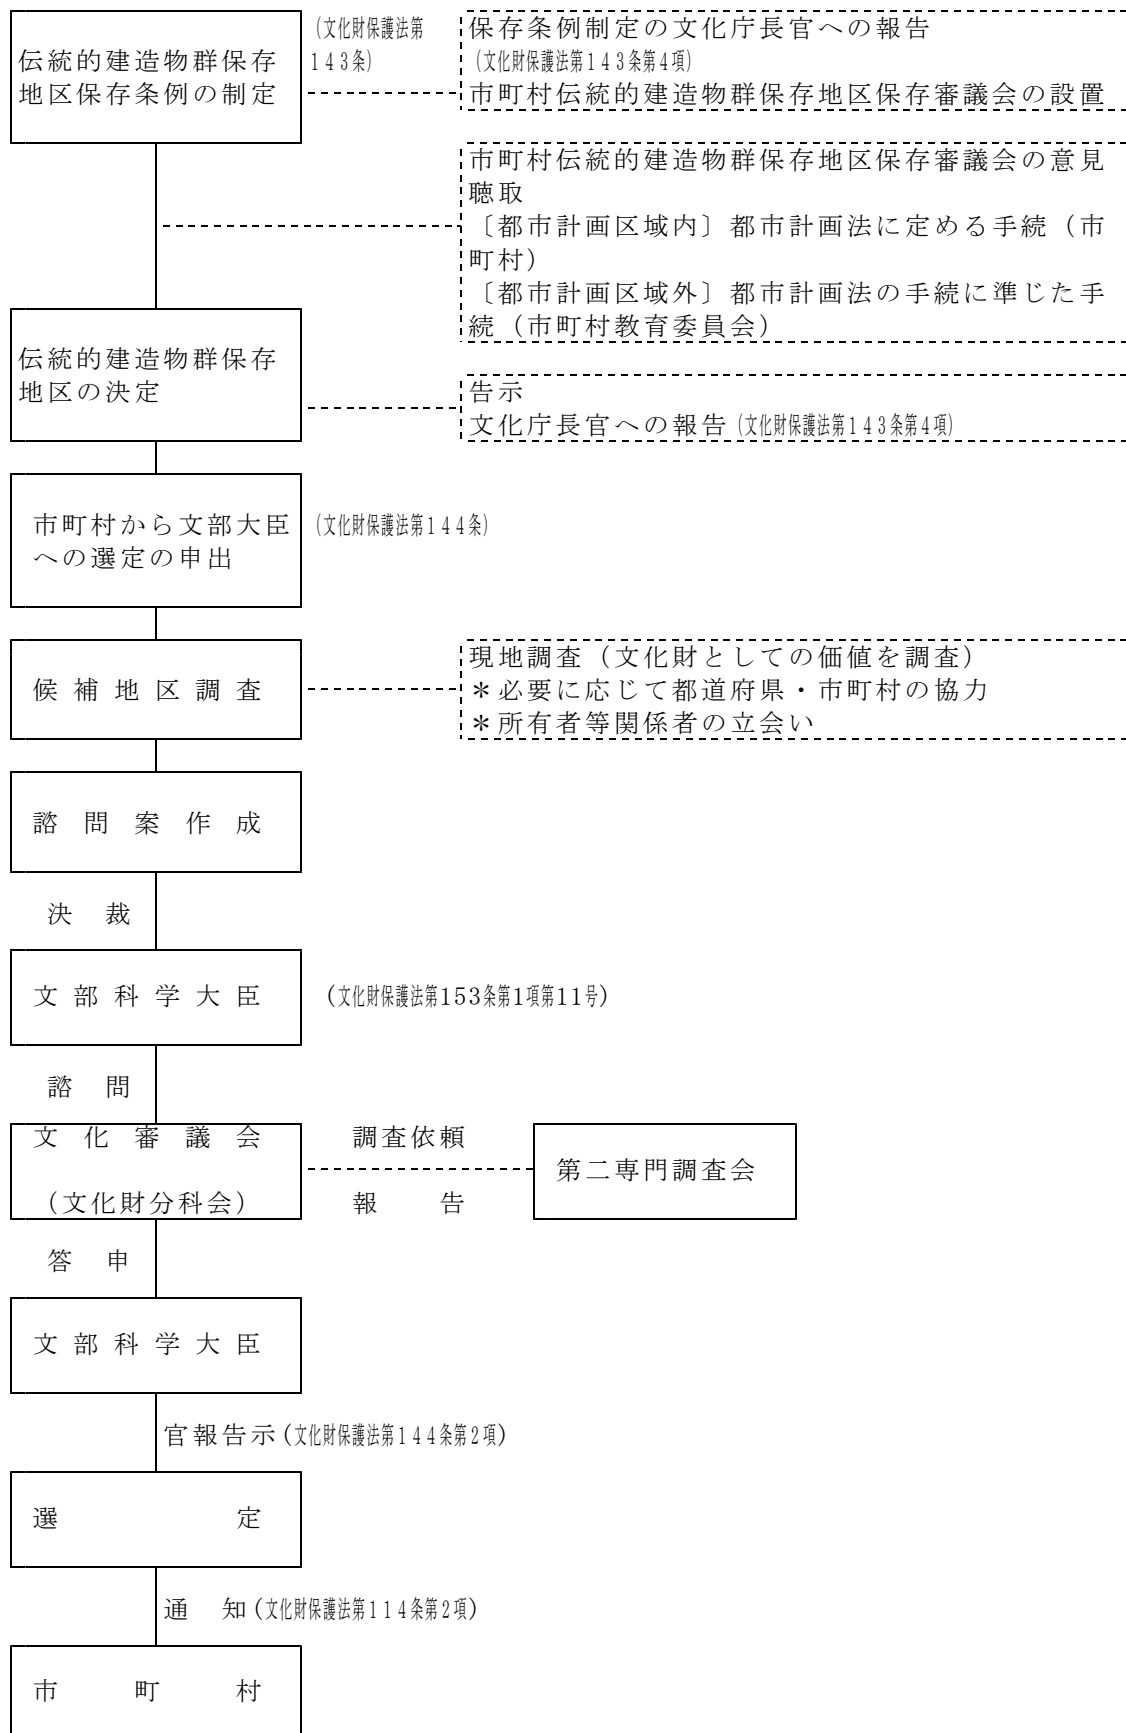 伝統的建造物群保存
地区保存条例の制定
(文化財保護法第
１４３条)
保存条例制定の文化庁長官への報告
(文化財保護法第１４３条第４項)
市町村伝統的建造物群保存地区保存審議会の設置
市町村伝統的建造物群保存地区保存審議会の意見
聴取
〔都市計画区域内〕都市計画法に定める手続（市
町村）
〔都市計画区域外〕都市計画法の手続に準じた手
続（市町村教育委員会）
伝統的建造物群保存
地区の決定
告示
文化庁長官への報告(文化財保護法第１４３条第４項)
市町村から文部大臣
への選定の申出
(文化財保護法第１４４条)
候補地区調査
現地調査（文化財としての価値を調査）
＊必要に応じて都道府県・市町村の協力
＊所有者等関係者の立会い
諮問案作成
決　裁
文部科学大臣
(文化財保護法第153条第1項第11号)
諮　問
文化審議会
（文化財分科会）
調査依頼
報　　告
第二専門調査会
答　申
文部科学大臣
官報告示(文化財保護法第１４４条第２項)
選　　　　　　定
通　知(文化財保護法第１１４条第２項)
市　　町　　村